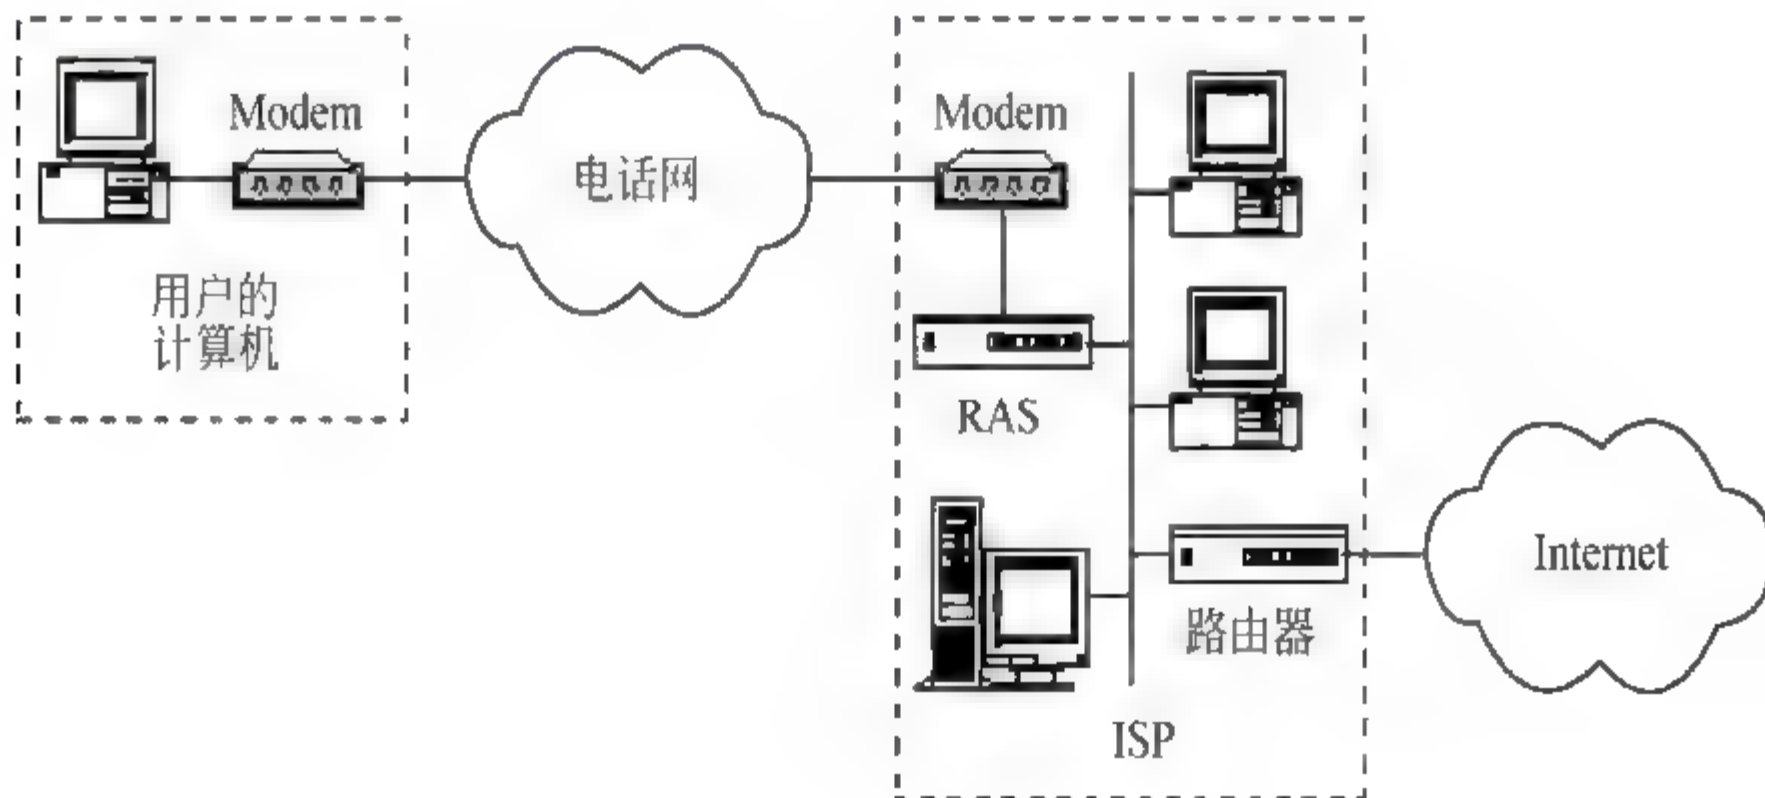 Modem
用户的
计算机
电话网
Modem
RAS
路由器
ISP
Internet